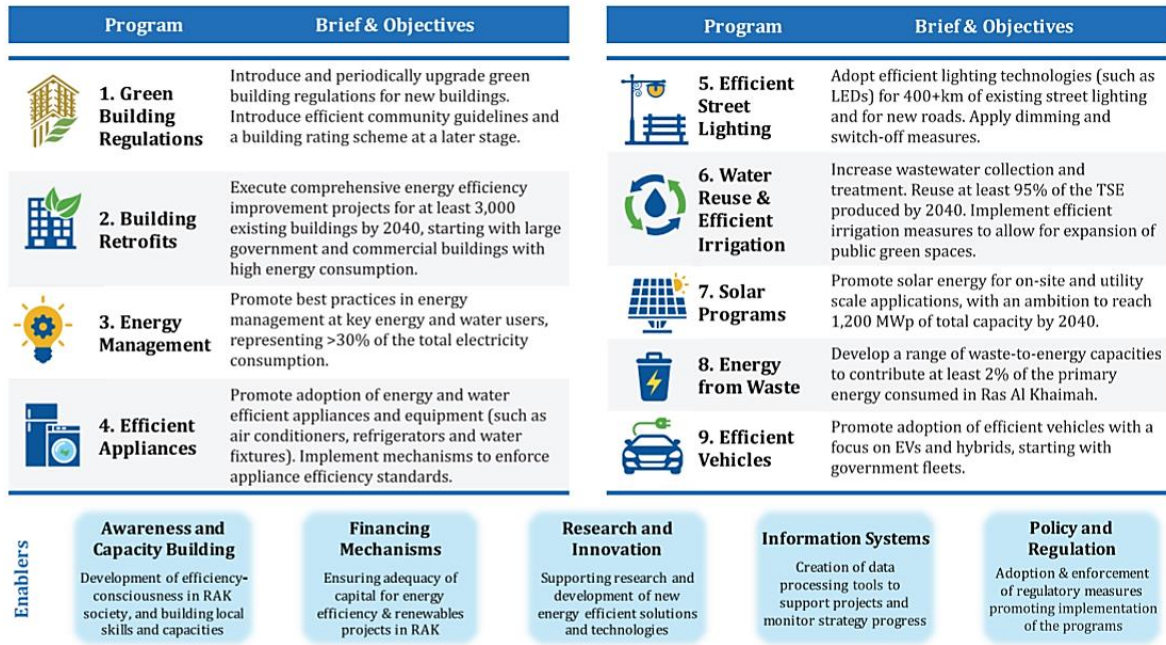 Program Brief & Objectives
1. Green
Building
Regulations
Introduce and periodically upgrade green
building regulations for new buildings.
Introduce efficient community guidelines and
a building rating scheme at a later stage.
2. Building
Retrofits
Execute comprehensive energy efficiency
improvement projects for at least 3,000
existing buildings by 2040, starting with large
government and commercial buildings with
high energy consumption.
3. Energy
Management
Promote best practices in energy
management at key energy and water users,
representing >30% of the total electricity
consumption.
4. Efficient
Appliances
Promote adoption of energy and water
efficient appliances and equipment (such as
air conditioners, refrigerators and water
fixtures). Implement mechanisms to enforce
appliance efficiency standards.
Program Brief & Objectives
5. Efficient
Street
Lighting
Adopt efficient lighting technologies (such as
LEDs) for 400+km of existing street lighting
and for new roads. Apply dimming and
switch-off measures.
6. Water
Reuse &
Efficient
Irrigation
Increase wastewater collection and
treatment. Reuse at least 95% of the TSE
produced by 2040. Implement efficient
irrigation measures to allow for expansion of
public green spaces.
7. Solar
Programs
Promote solar energy for on-site and utility
scale applications, with an ambition to reach
1,200 MWp of total capacity by 2040.
8. Energy
from Waste
Develop a range of waste-to-energy capacities
to contribute at least 2% of the primary
energy consumed in Ras Al Khaimah.
9. Efficient
Vehicles
Promote adoption of efficient vehicles with a
focus on EVs and hybrids, starting with
government fleets.
Enablers
Awareness and
Capacity Building
Development of efficiency-
consciousness in RAK
society, and building local
skills and capacities
Financing
Mechanisms
Ensuring adequacy of
capital for energy
efficiency & renewables
projects in RAK
Research and
Innovation
Supporting research and
development of new
energy efficient solutions
and technologies
Information Systems
Creation of data
processing tools to
support projects and
monitor strategy progress
Policy and
Regulation
Adoption & enforcement
of regulatory measures
promoting implementation
of the programs